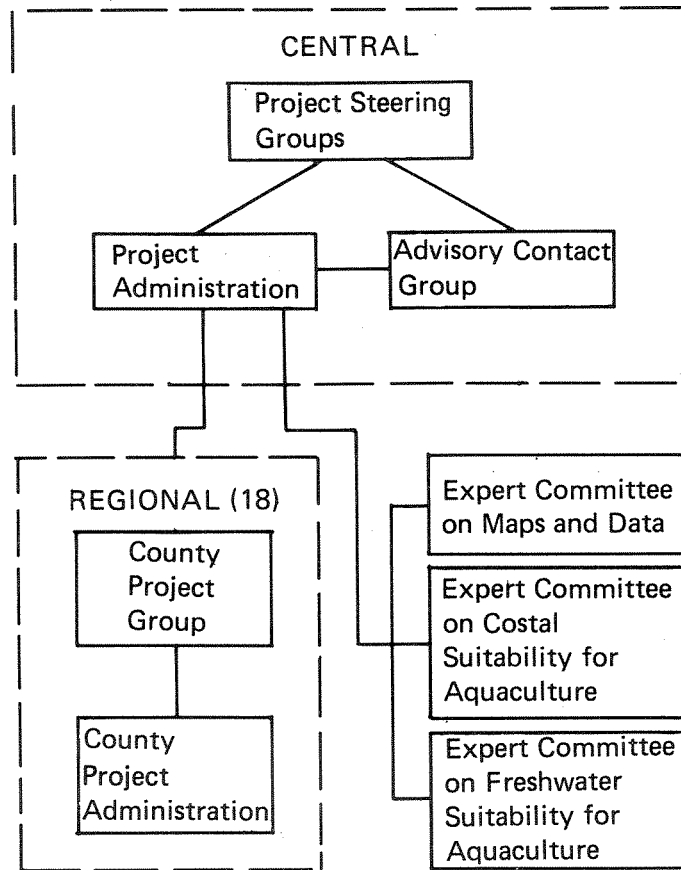 CENTRAL
Project Steering
Groups
Project
Administration
Advisory Contact
Group
REGIONAL (18)
County
Project
Group
County
Project
Administration
Expert Committee
on Maps and Data
Expert Committee
on Costal
Suitability for
Aquaculture
Expert Committee
on Freshwater
Suitability for
Aquaculture